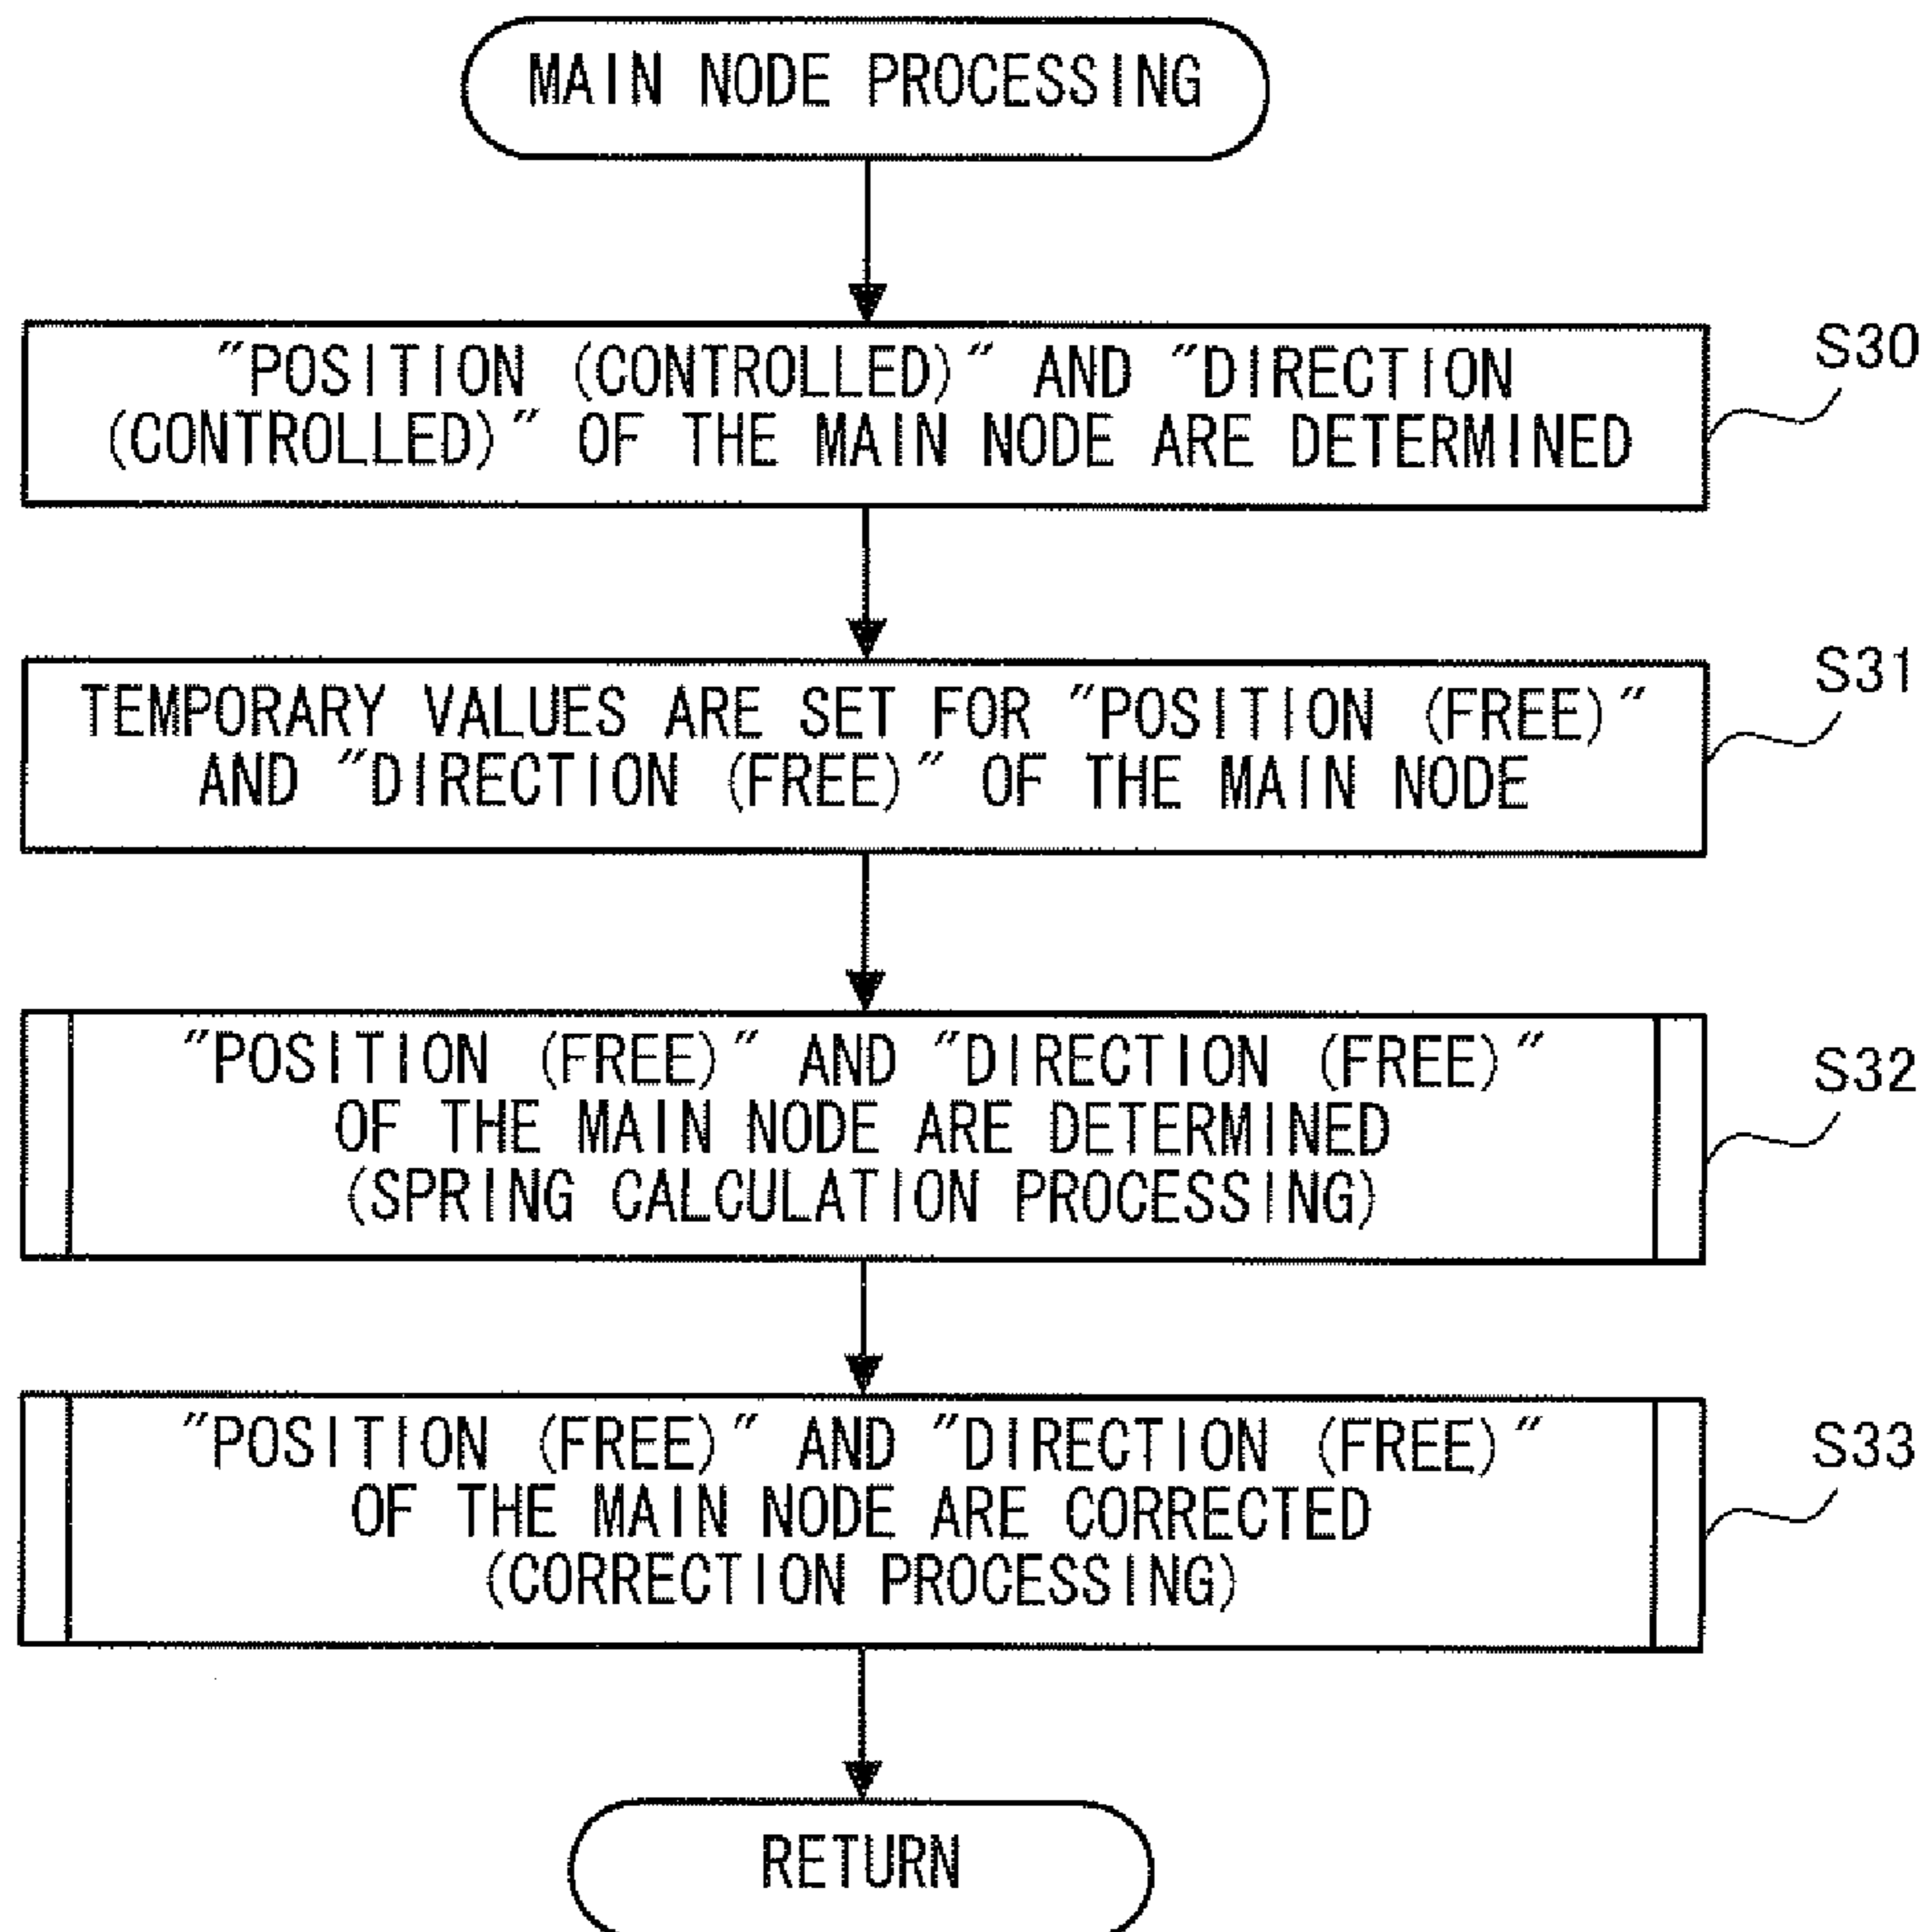 MAIN NODE PROCESSING
"POSITION (CONTROLLED)" AND "DIRECTION
(CONTROLLED)" OF THE MAIN NODE ARE DETERMINED
S30
TEMPORARY VALUES ARE SET FOR "POSITION (FREE)"
AND "DIRECTION (FREE)" OF THE MAIN NODE
S31
"POSITION (FREE)" AND "DIRECTION (FREE)"
OF THE MAIN NODE ARE DETERMINED
(SPRING CALCULATION PROCESSING)
S32
"POSITION (FREE)" AND "DIRECTION (FREE)"
OF THE MAIN NODE ARE CORRECTED
(CORRECTION PROCESSING)
S33
RETURN